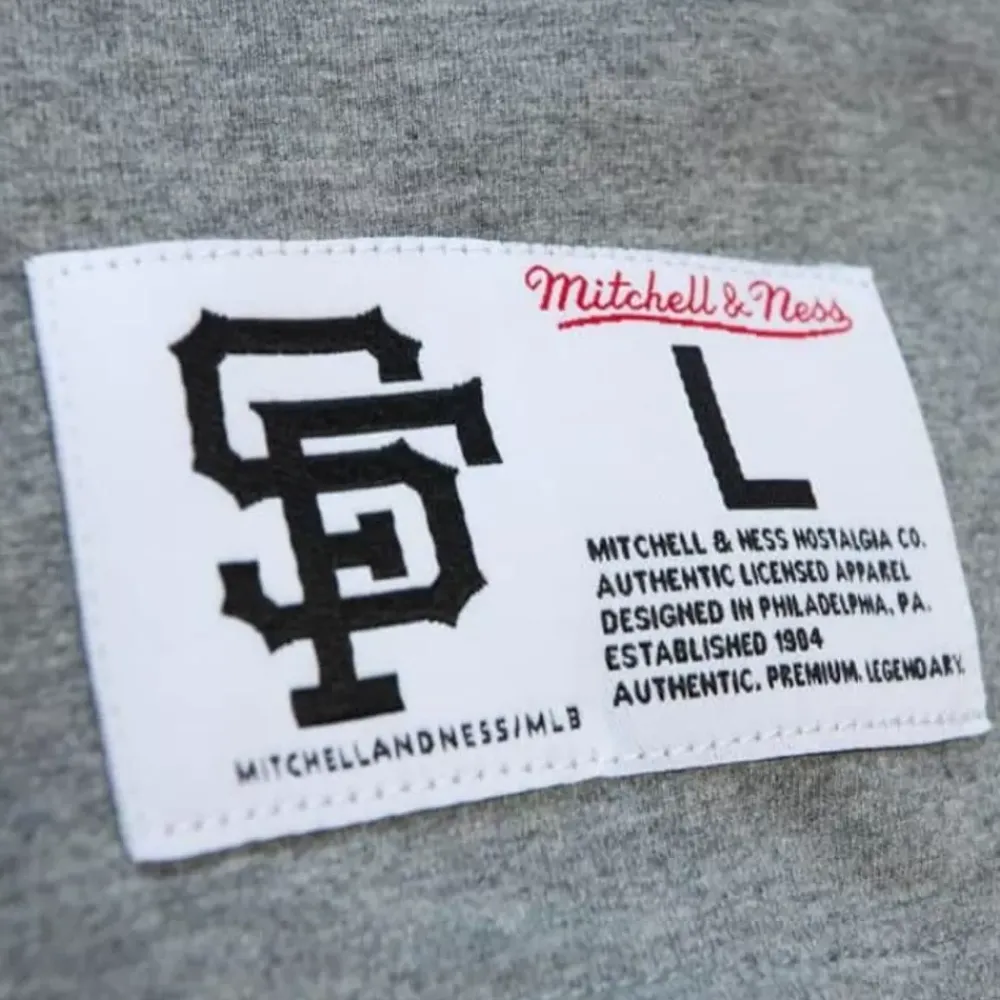 SF
MITCHELLANDNESS/MLB
Mitchell & Ness
L
MITCHELL & NESS NOSTALGIA CO.
AUTHENTIC LICENSED APPAREL
DESIGNED IN PHILADELPHIA, PA.
ESTABLISHED 1904
AUTHENTIC. PREMIUM. LEGENDARY.